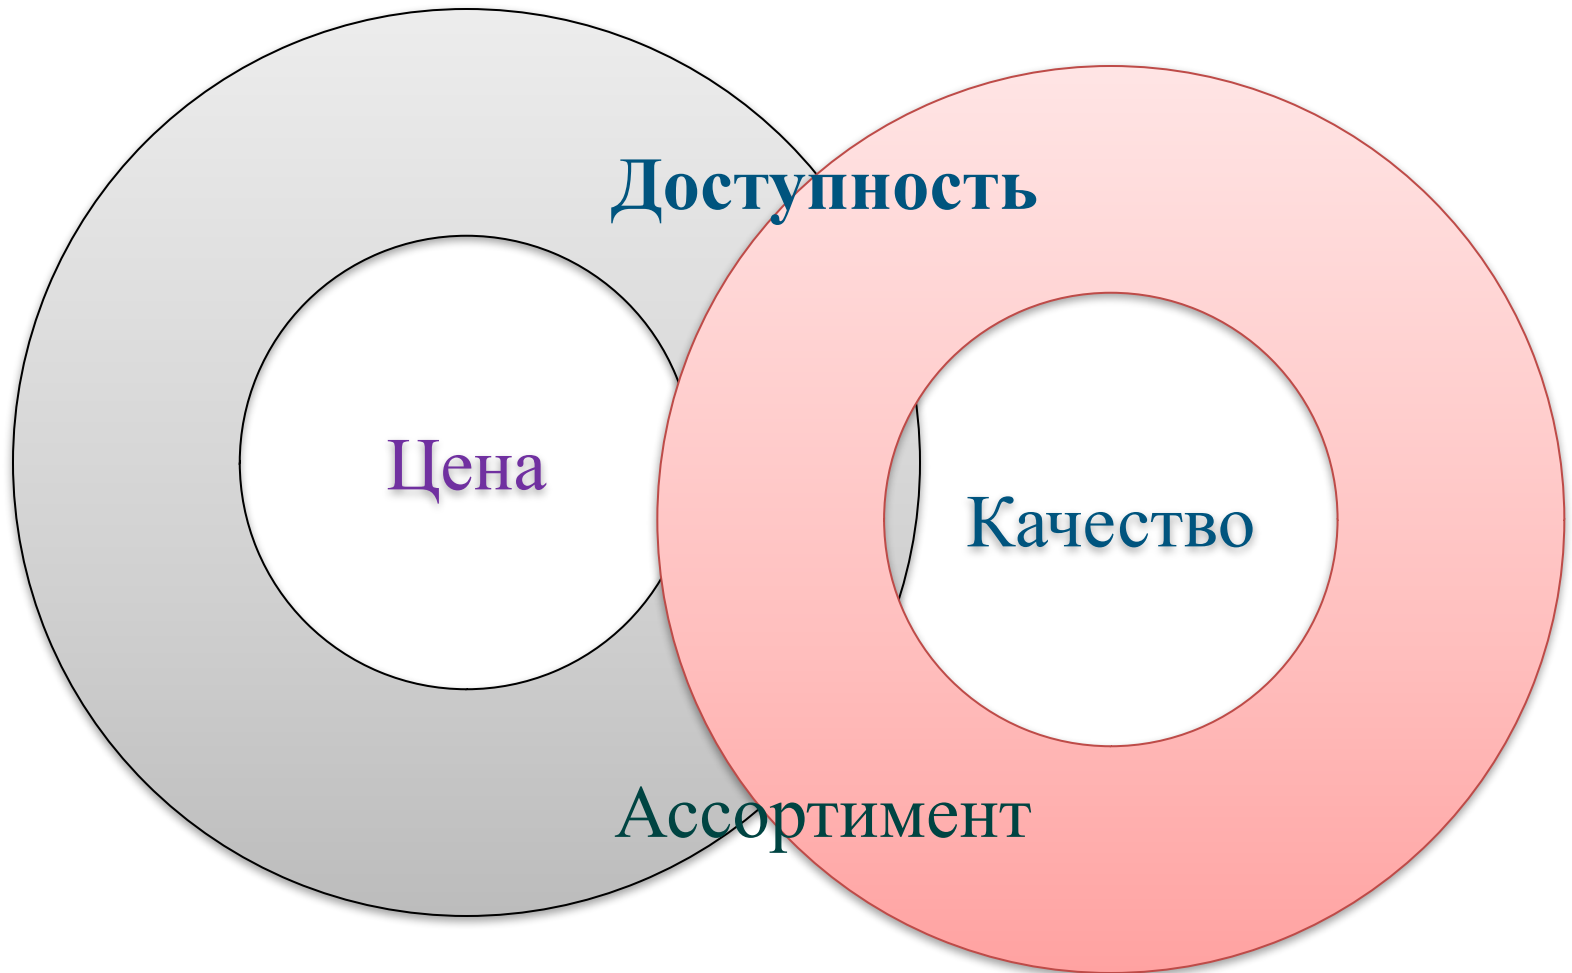 Доступность
Цена
Качество
Ассортимент